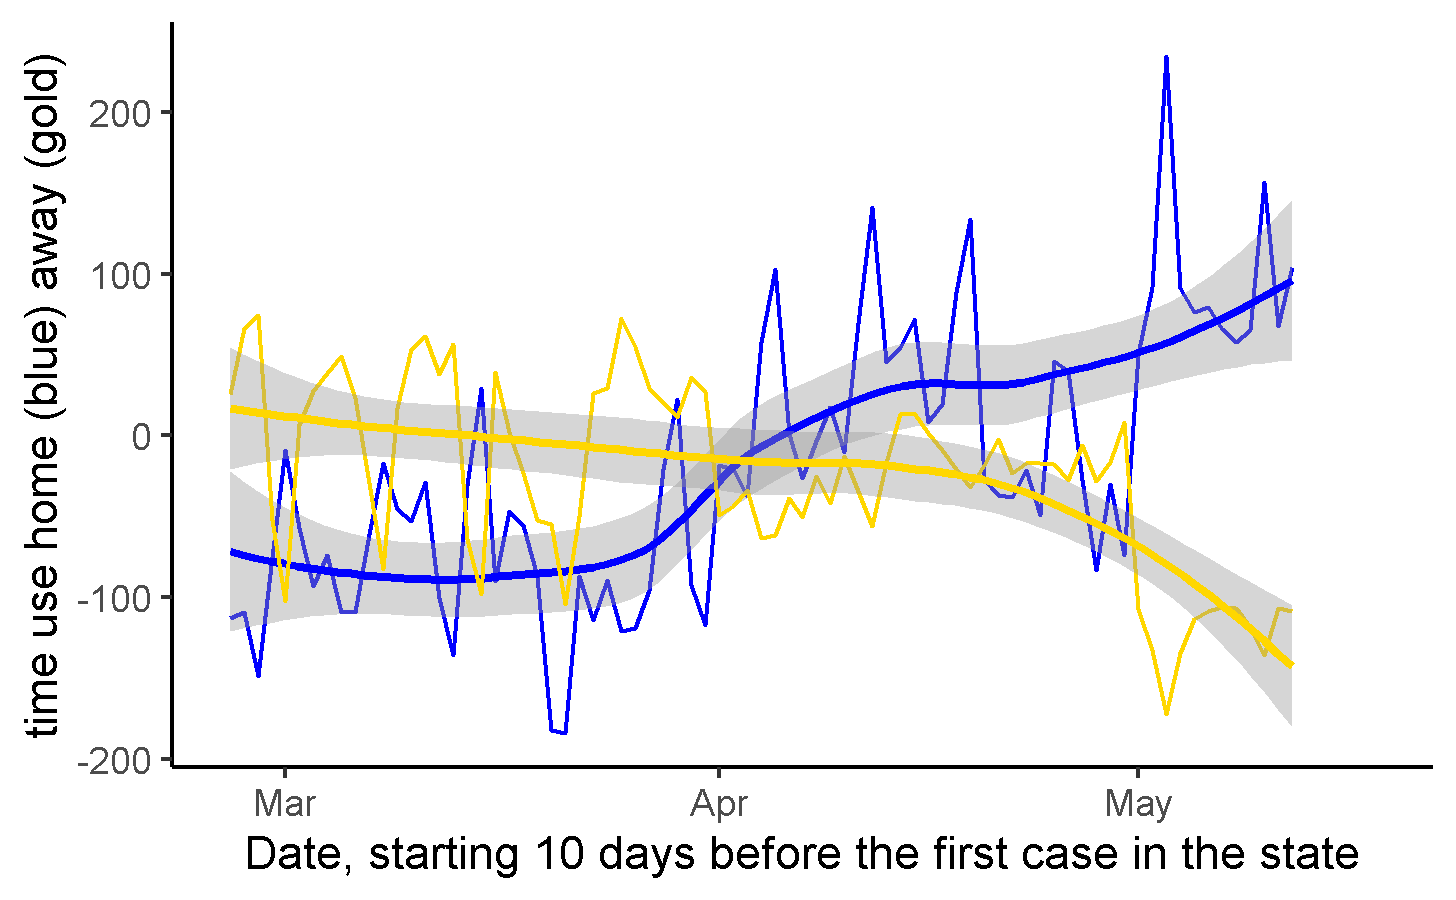 time use home (blue) away (gold)
200
100
0
-100
-200
Mar Apr May
Date, starting 10 days before the first case in the state